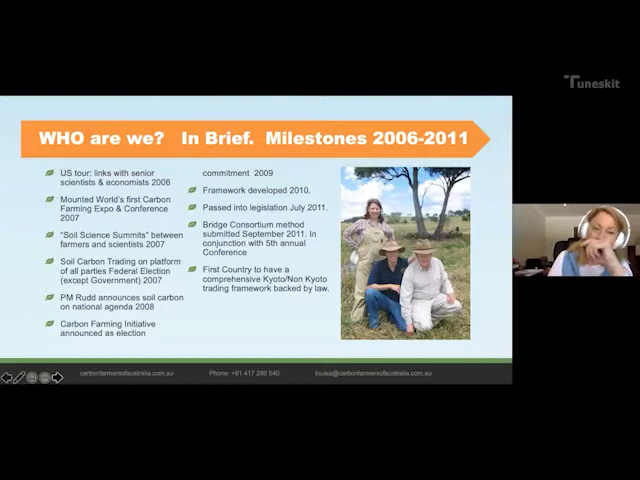 Tuneskit
WHO are we? In Brief. Milestones 2006-2011
US tour: links with senior
scientists & economists 2006
Mounted World's first Carbon
Farming Expo & Conference
2007
"Soil Science Summits" between
farmers and scientists 2007
Soil Carbon Trading on platform
of all parties Federal Election
(except Government) 2007
PM Rudd announces soil carbon
on national agenda 2008
Carbon Farming Initiative
announced as election
commitment 2009
Framework developed 2010.
Passed into legislation July 2011.
Bridge Consortium method
submitted September 2011. In
conjunction with 5th annual
Conference
First Country to have a
comprehensive Kyoto/Non Kyoto
trading framework backed by law.
carbonfarmersofaustralia.com.au
Phone: +61 417 280 540
louisa@carbonfarmersofaustralia.com.au